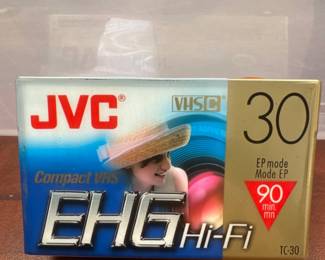 JVC®
VHS C
30
EP mode
Mode EP
Compact VHS
90
min.
mn
EHG Hi-Fi
TC-30